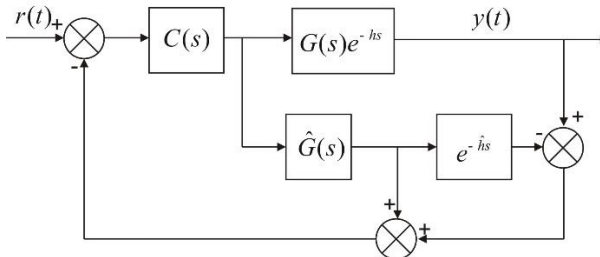 r(t) + C(s) G(s)e^{-hs} y(t)
-
+
Ĝ(s) - e^{-ĥs}
+ +